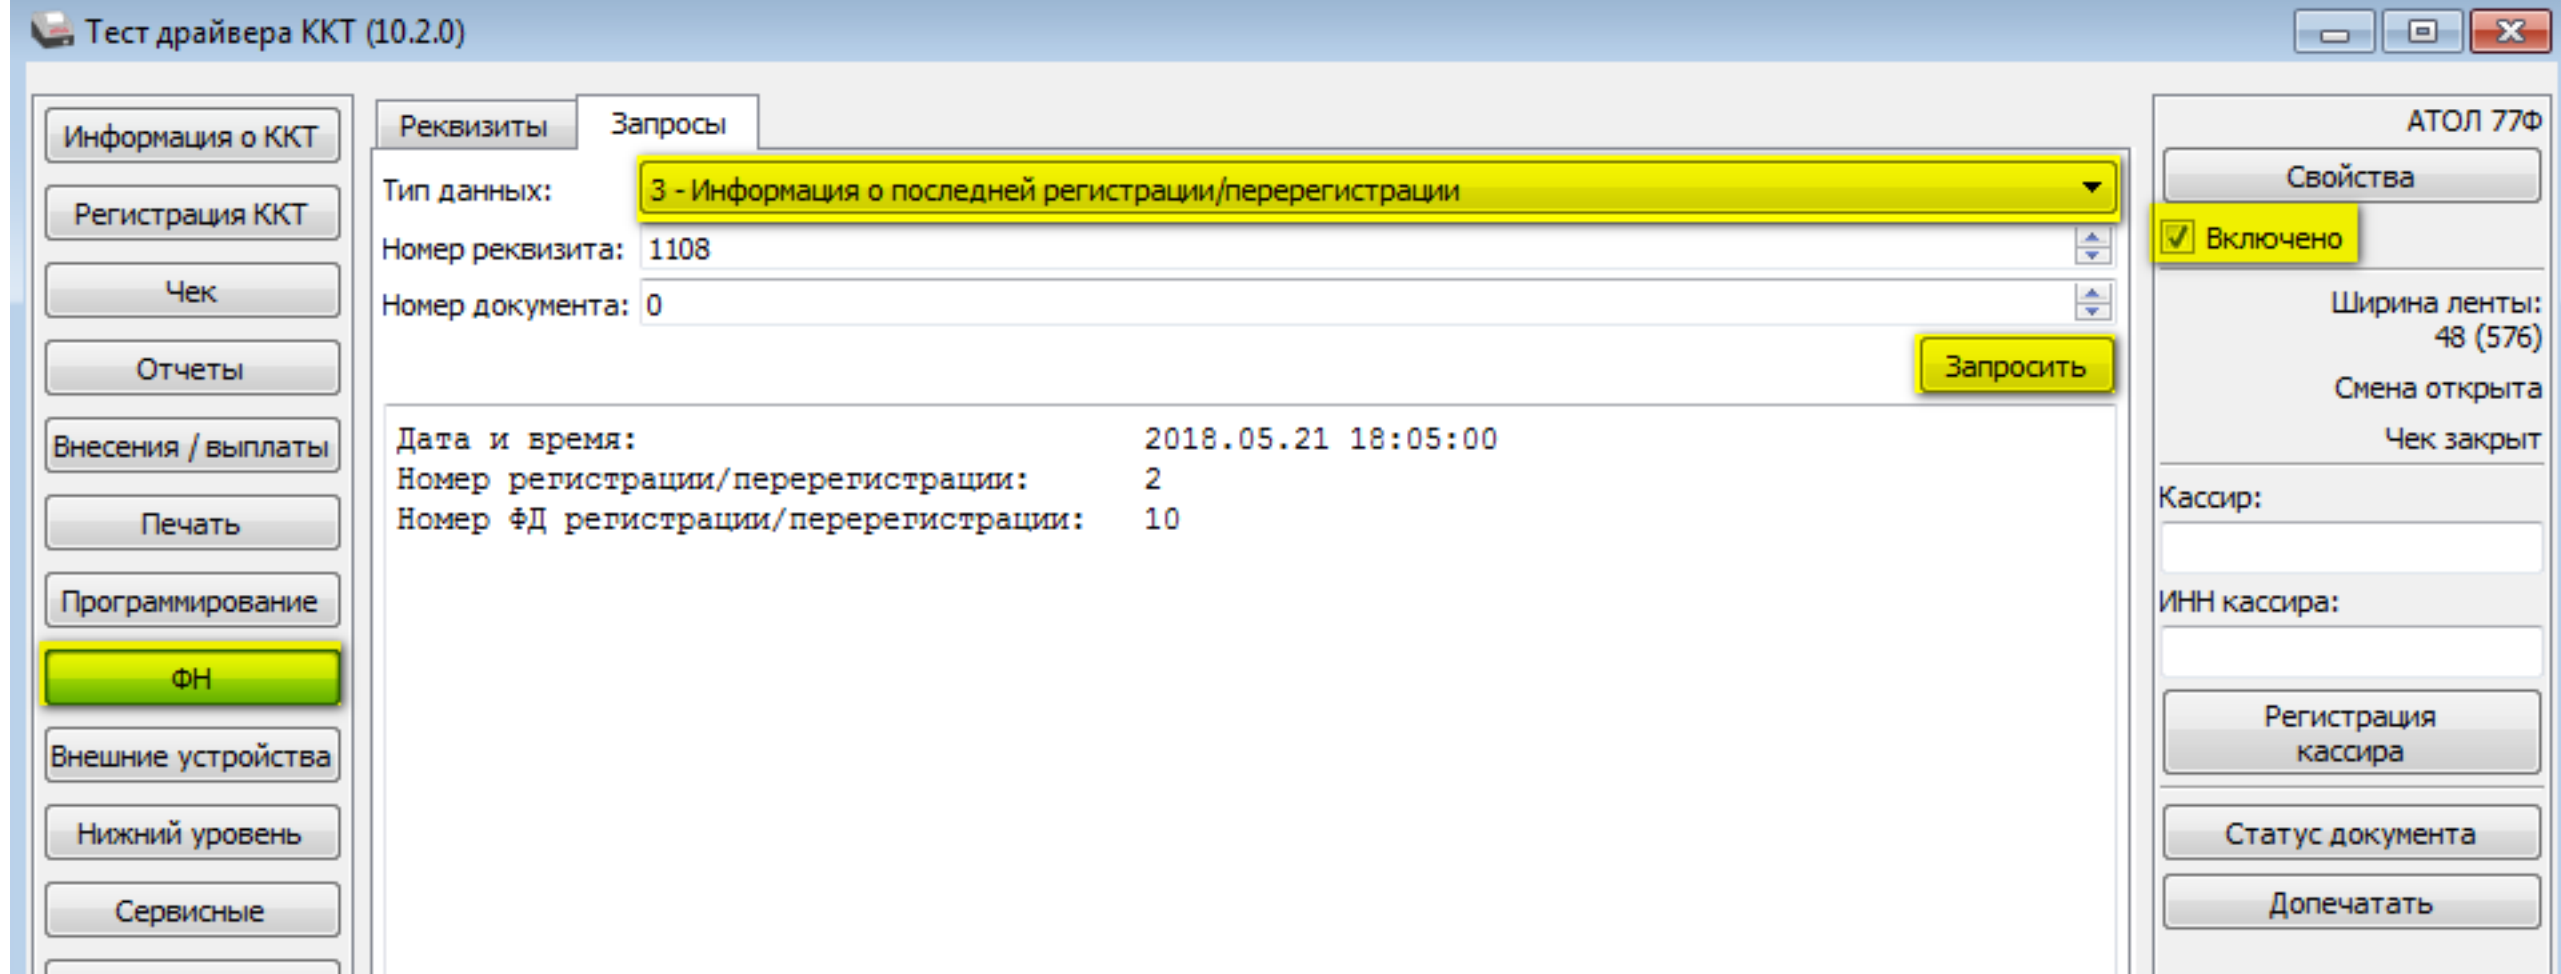 Тест драйвера ККТ (10.2.0)
Информация о ККТ
Регистрация ККТ
Чек
Отчеты
Внесения / выплаты
Печать
Программирование
ФН
Внешние устройства
Нижний уровень
Сервисные
Реквизиты
Запросы
Тип данных: 3 - Информация о последней регистрации/перерегистрации
Номер реквизита: 1108
Номер документа: 0
Запросить
Дата и время: 2018.05.21 18:05:00
Номер регистрации/перерегистрации: 2
Номер ФД регистрации/перерегистрации: 10
АТОЛ 77Ф
Свойства
Включено
Ширина ленты:
48 (576)
Смена открыта
Чек закрыт
Кассир:
ИНН кассира:
Регистрация
кассира
Статус документа
Допечатать